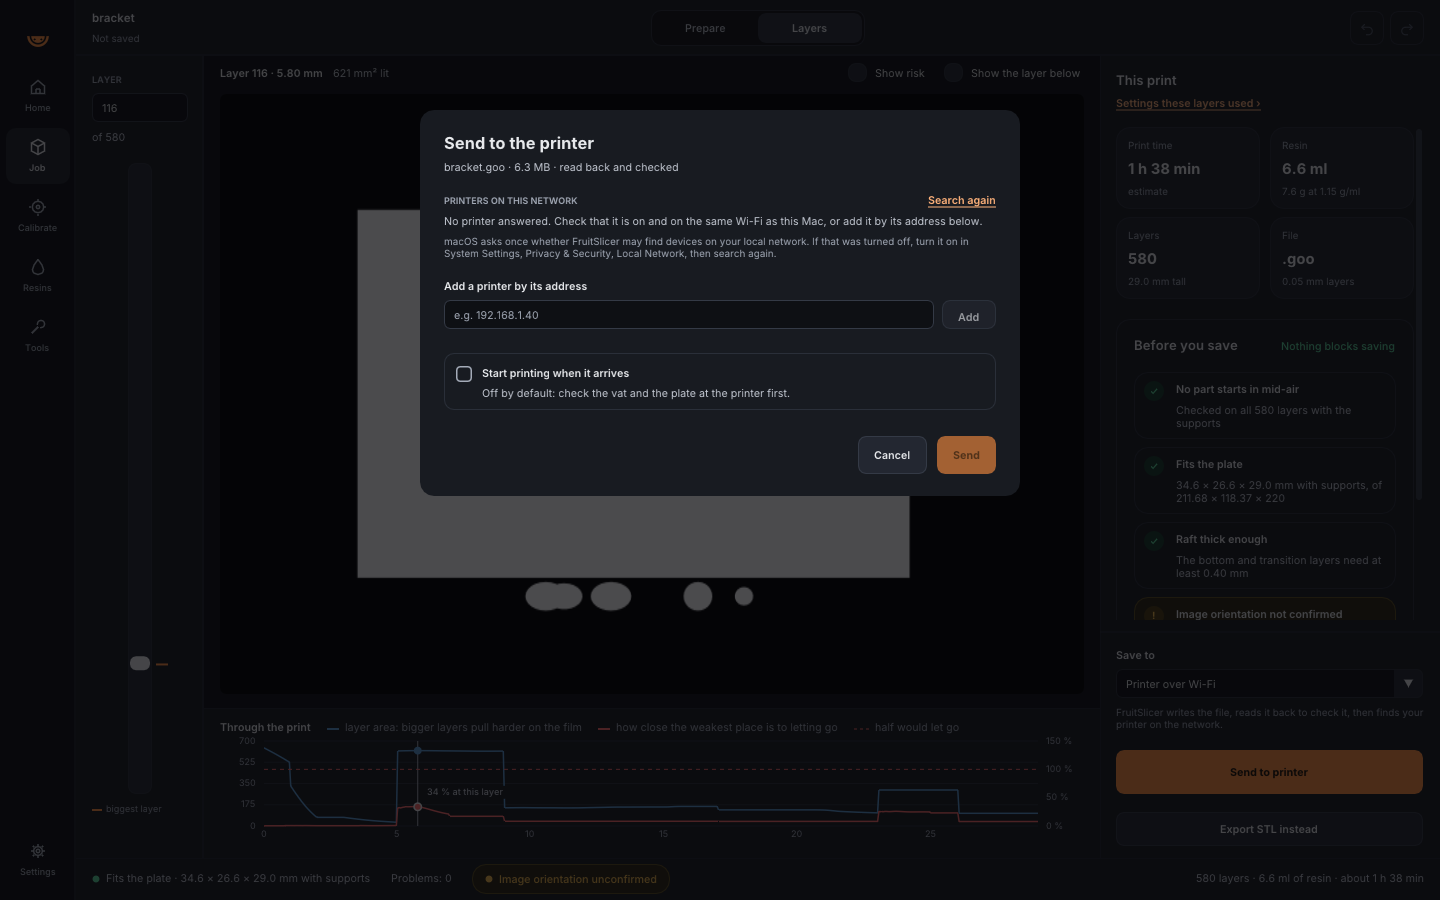 bracket
Not saved
Prepare
Layers
Home
Job
Calibrate
Resins
Tools
Settings
LAYER
116
of 580
biggest layer
Layer 116 · 5.80 mm 621 mm² lit
Show risk
Show the layer below
Send to the printer
bracket.goo · 6.3 MB · read back and checked
PRINTERS ON THIS NETWORK
Search again
No printer answered. Check that it is on and on the same Wi-Fi as this Mac, or add it by its address below.
macOS asks once whether FruitSlicer may find devices on your local network. If that was turned off, turn it on in
System Settings, Privacy & Security, Local Network, then search again.
Add a printer by its address
e.g. 192.168.1.40
Add
Start printing when it arrives
Off by default: check the vat and the plate at the printer first.
Cancel
Send
Through the print
layer area: bigger layers pull harder on the film
how close the weakest place is to letting go
half would let go
700
525
350
175
0
150 %
100 %
50 %
0 %
34 % at this layer
0
5
10
15
20
25
This print
Settings these layers used ›
Print time
1 h 38 min
estimate
Resin
6.6 ml
7.6 g at 1.15 g/ml
Layers
580
29.0 mm tall
File
.goo
0.05 mm layers
Before you save
Nothing blocks saving
No part starts in mid-air
Checked on all 580 layers with the
supports
Fits the plate
34.6 × 26.6 × 29.0 mm with supports, of
211.68 × 118.37 × 220
Raft thick enough
The bottom and transition layers need at
least 0.40 mm
Image orientation not confirmed
Save to
Printer over Wi-Fi
FruitSlicer writes the file, reads it back to check it, then finds your
printer on the network.
Send to printer
Export STL instead
Fits the plate · 34.6 × 26.6 × 29.0 mm with supports
Problems: 0
Image orientation unconfirmed
580 layers · 6.6 ml of resin · about 1 h 38 min